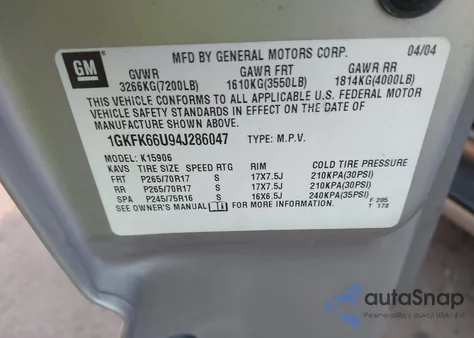 GM
MFD BY GENERAL MOTORS CORP. 04/04
GVWR GAWR FRT GAWR RR
3266KG(7200LB) 1610KG(3550LB) 1814KG(4000LB)
THIS VEHICLE CONFORMS TO ALL APPLICABLE U.S. FEDERAL MOTOR
VEHICLE SAFETY STANDARDS IN EFFECT ON THE DATE OF
MANUFACTURE SHOWN ABOVE.
1GKFK66U94J286047 TYPE: M.P.V.
MODEL: K15906
KAVS TIRE SIZE SPEED RTG RIM COLD TIRE PRESSURE
FRT P265/70R17 S 17X7.5J 210KPA(30PSI)
RR P265/70R17 S 17X7.5J 210KPA(30PSI)
SPA P245/75R16 S 16X6.5J 240KPA(35PSI)
SEE OWNER'S MANUAL FOR MORE INFORMATION.
F 285
T 178
autoSnap